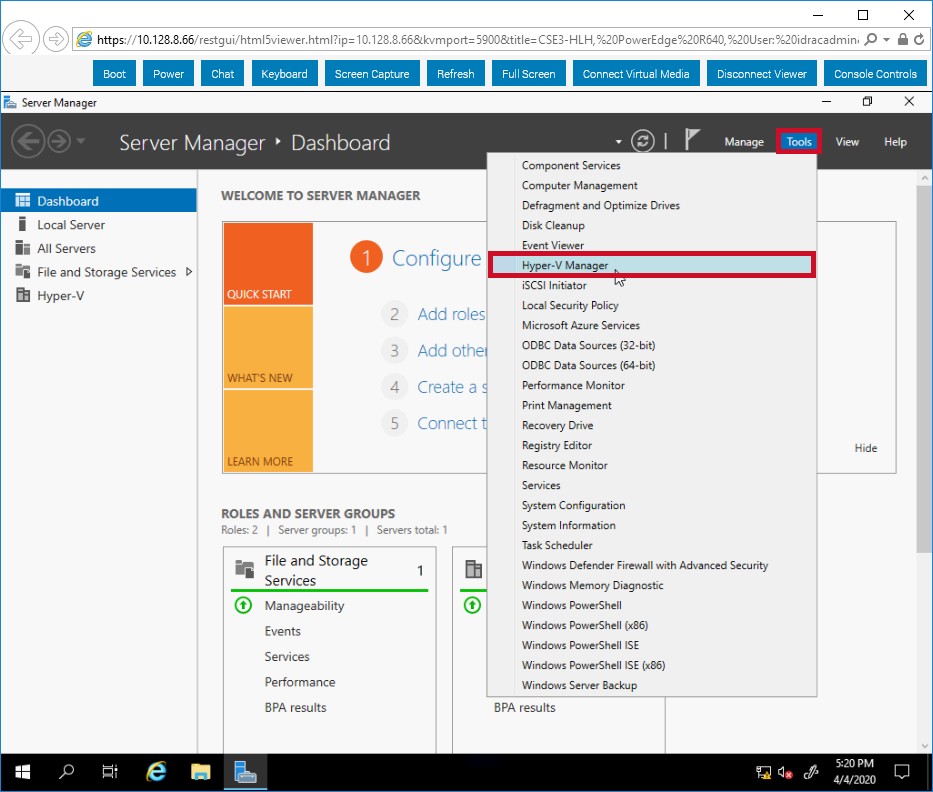 https://10.128.8.66/restgui/html5viewer.html?ip=10.128.8.66&kvmport=5900&title=CSE3-HLH,%20PowerEdge%20R640,%20User:%20idracadmin
Boot Power Chat Keyboard Screen Capture Refresh Full Screen Connect Virtual Media Disconnect Viewer Console Controls
Server Manager
Server Manager Dashboard
Manage Tools View Help
Dashboard
Local Server
All Servers
File and Storage Services
Hyper-V
WELCOME TO SERVER MANAGER
QUICK START
WHAT'S NEW
LEARN MORE
1 Configure
2 Add roles
3 Add other
4 Create a s
5 Connect t
Hide
Component Services
Computer Management
Defragment and Optimize Drives
Disk Cleanup
Event Viewer
Hyper-V Manager
iSCSI Initiator
Local Security Policy
Microsoft Azure Services
ODBC Data Sources (32-bit)
ODBC Data Sources (64-bit)
Performance Monitor
Print Management
Recovery Drive
Registry Editor
Resource Monitor
Services
System Configuration
System Information
Task Scheduler
Windows Defender Firewall with Advanced Security
Windows Memory Diagnostic
Windows PowerShell
Windows PowerShell (x86)
Windows PowerShell ISE
Windows PowerShell ISE (x86)
Windows Server Backup
ROLES AND SERVER GROUPS
Roles: 2 | Server groups: 1 | Servers total: 1
File and Storage
Services
1
Manageability
Events
Services
Performance
BPA results
BPA results
5:20 PM
4/4/2020